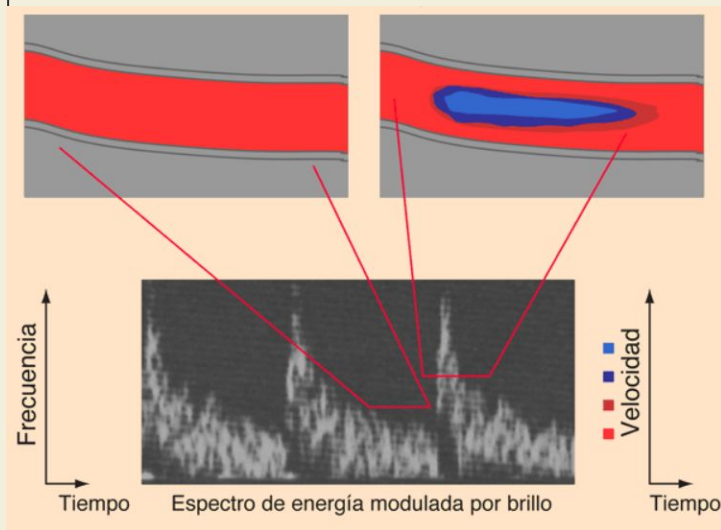 Frecuencia
Velocidad
Tiempo
Espectro de energía modulada por brillo
Tiempo